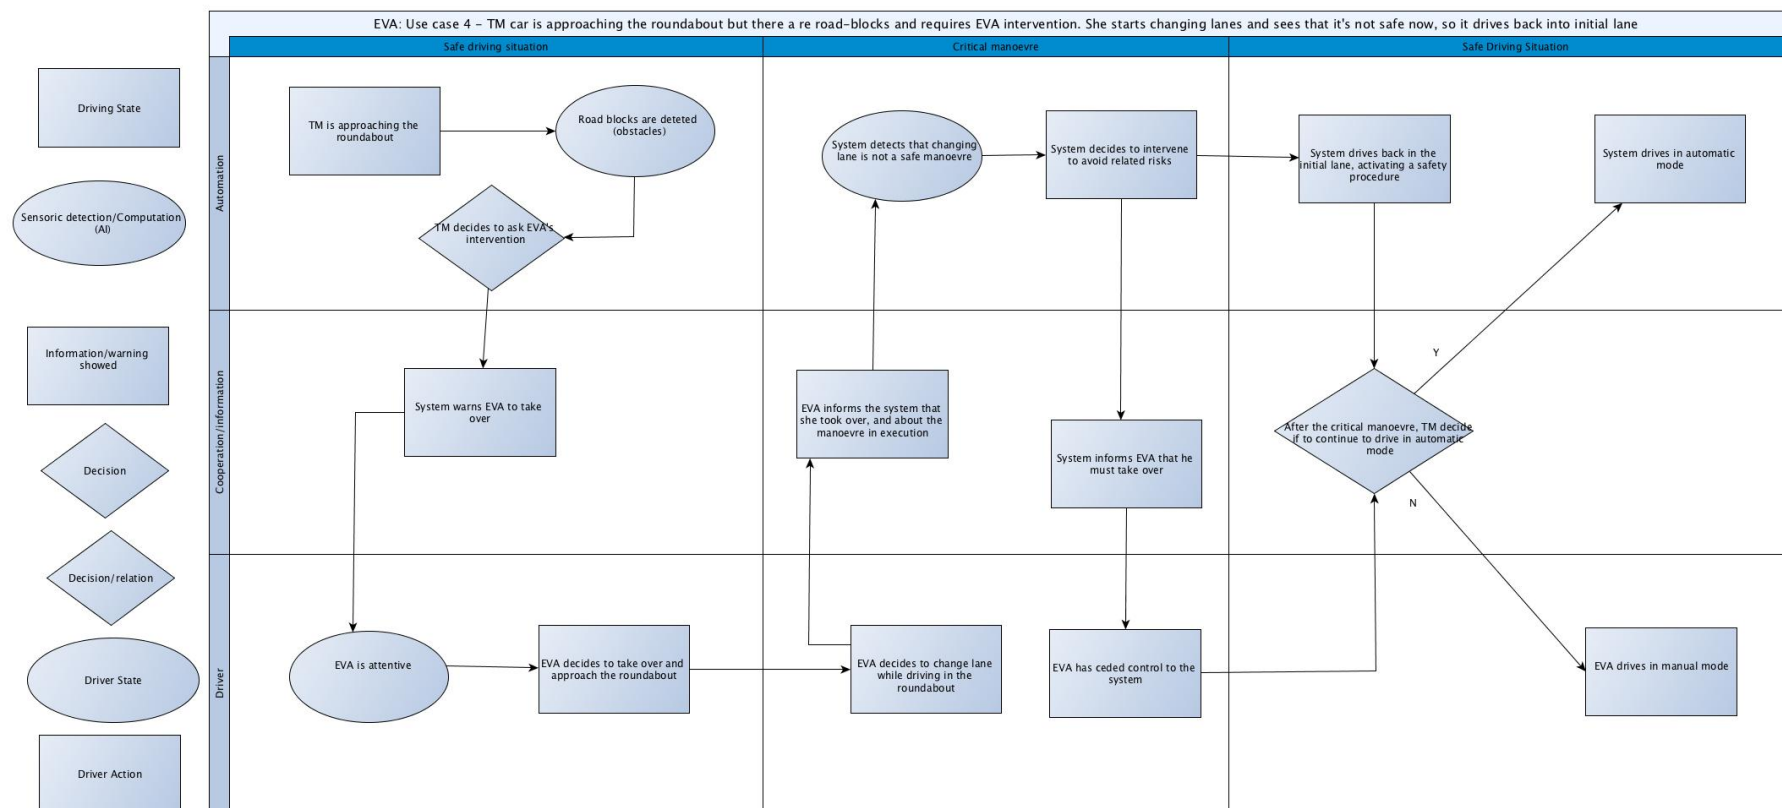 EVA: Use case 4 – TM car is approaching the roundabout but there a re road-blocks and requires EVA intervention. She starts changing lanes and sees that it's not safe now, so it drives back into initial lane
Safe driving situation
Critical manoevre
Safe Driving Situation
Automation
Cooperation/information
Driver
Driving State
Sensoric detection/Computation
(AI)
Information/warning
showed
Decision
Decision/relation
Driver State
Driver Action
TM is approaching the
roundabout
Road blocks are deteted
(obstacles)
TM decides to ask EVA's
intervention
System warns EVA to take
over
EVA is attentive
EVA decides to take over and
approach the roundabout
System detects that changing
lane is not a safe manoevre
System decides to intervene
to avoid related risks
EVA informs the system that
she took over, and about the
manoevre in execution
System informs EVA that he
must take over
EVA decides to change lane
while driving in the
roundabout
EVA has ceded control to the
system
System drives back in the
initial lane, activating a safety
procedure
System drives in automatic
mode
Y
After the critical manoevre, TM decide
if to continue to drive in automatic
mode
N
EVA drives in manual mode